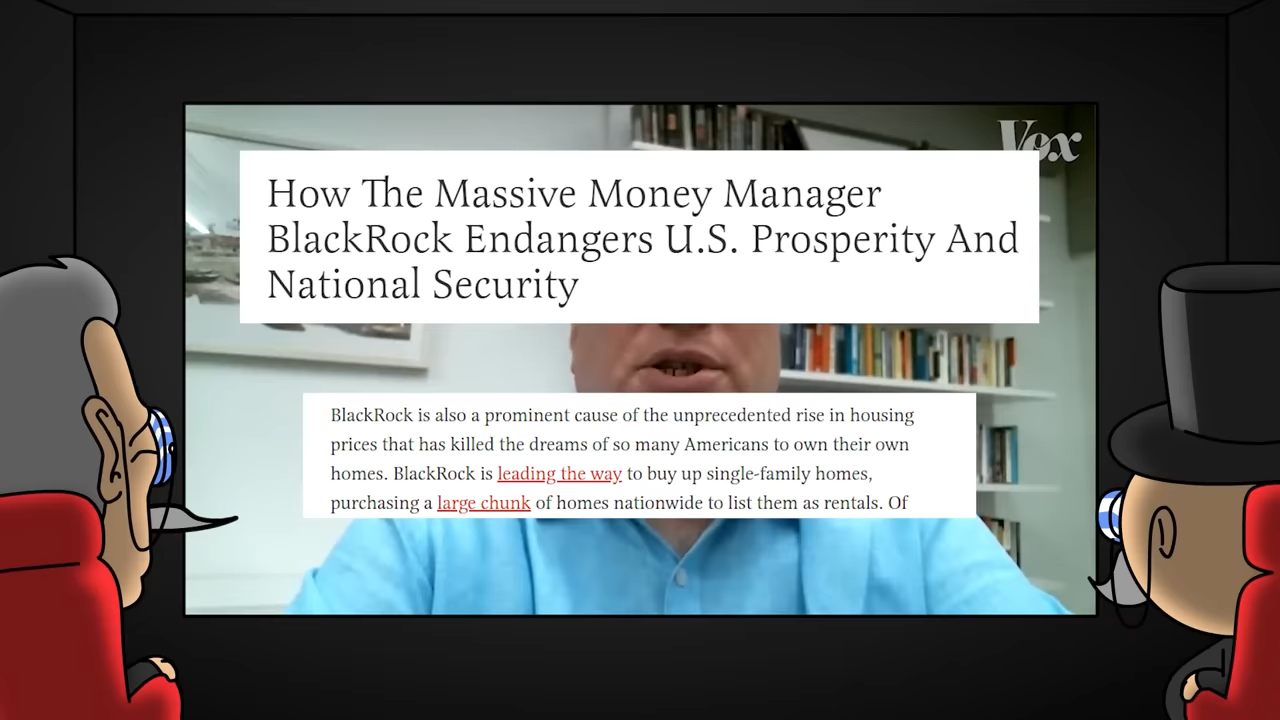 Vox
How The Massive Money Manager
BlackRock Endangers U.S. Prosperity And
National Security
BlackRock is also a prominent cause of the unprecedented rise in housing
prices that has killed the dreams of so many Americans to own their own
homes. BlackRock is leading the way to buy up single-family homes,
purchasing a large chunk of homes nationwide to list them as rentals. Of